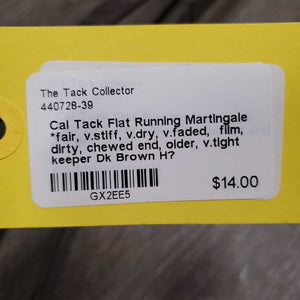 The Tack Collector
440728-39
Cal Tack Flat Running Martingale
*fair, v.stiff, v.dry, v.faded, film,
dirty, chewed end, older, v.tight
keeper Dk Brown H?
$14.00
GX2EE5